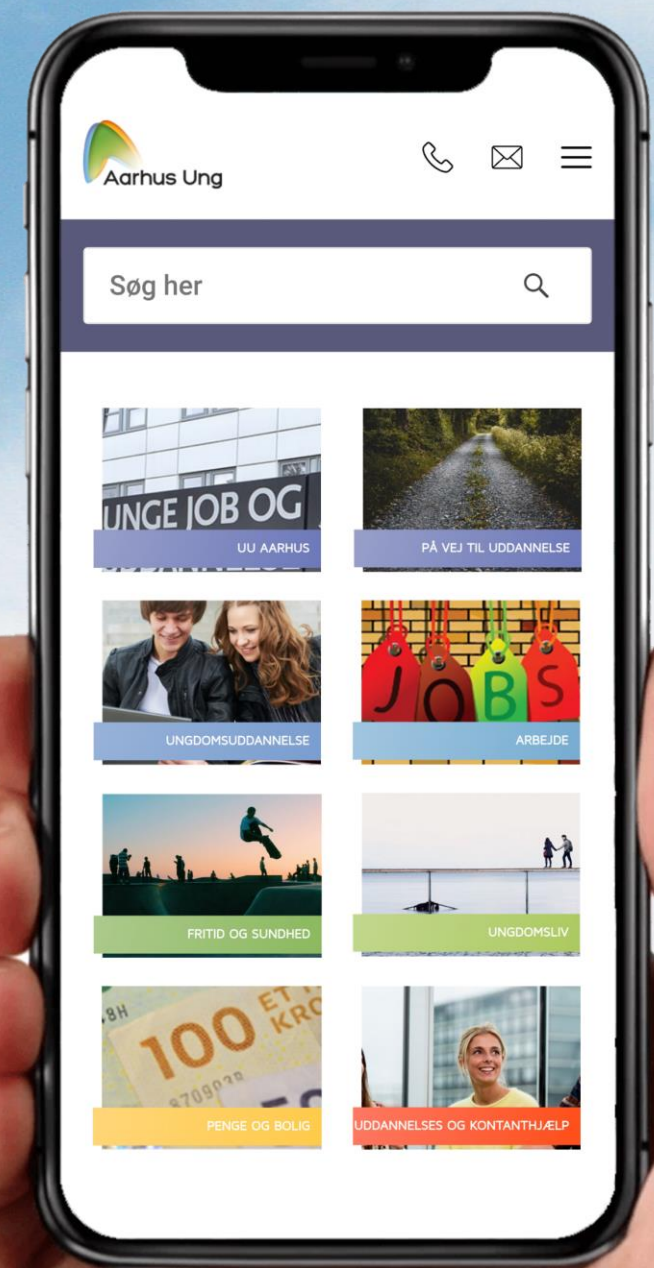 Aarhus Ung
Søg her
UNGE JOB OG
UU AARHUS
PÅ VEJ TIL UDDANNELSE
UNGDOMSUDDANNELSE
JOBS
ARBEJDE
FRITID OG SUNDHED
UNGDOMSLIV
100
PENGE OG BOLIG
UDDANNELSES OG KONTANTHJÆLP